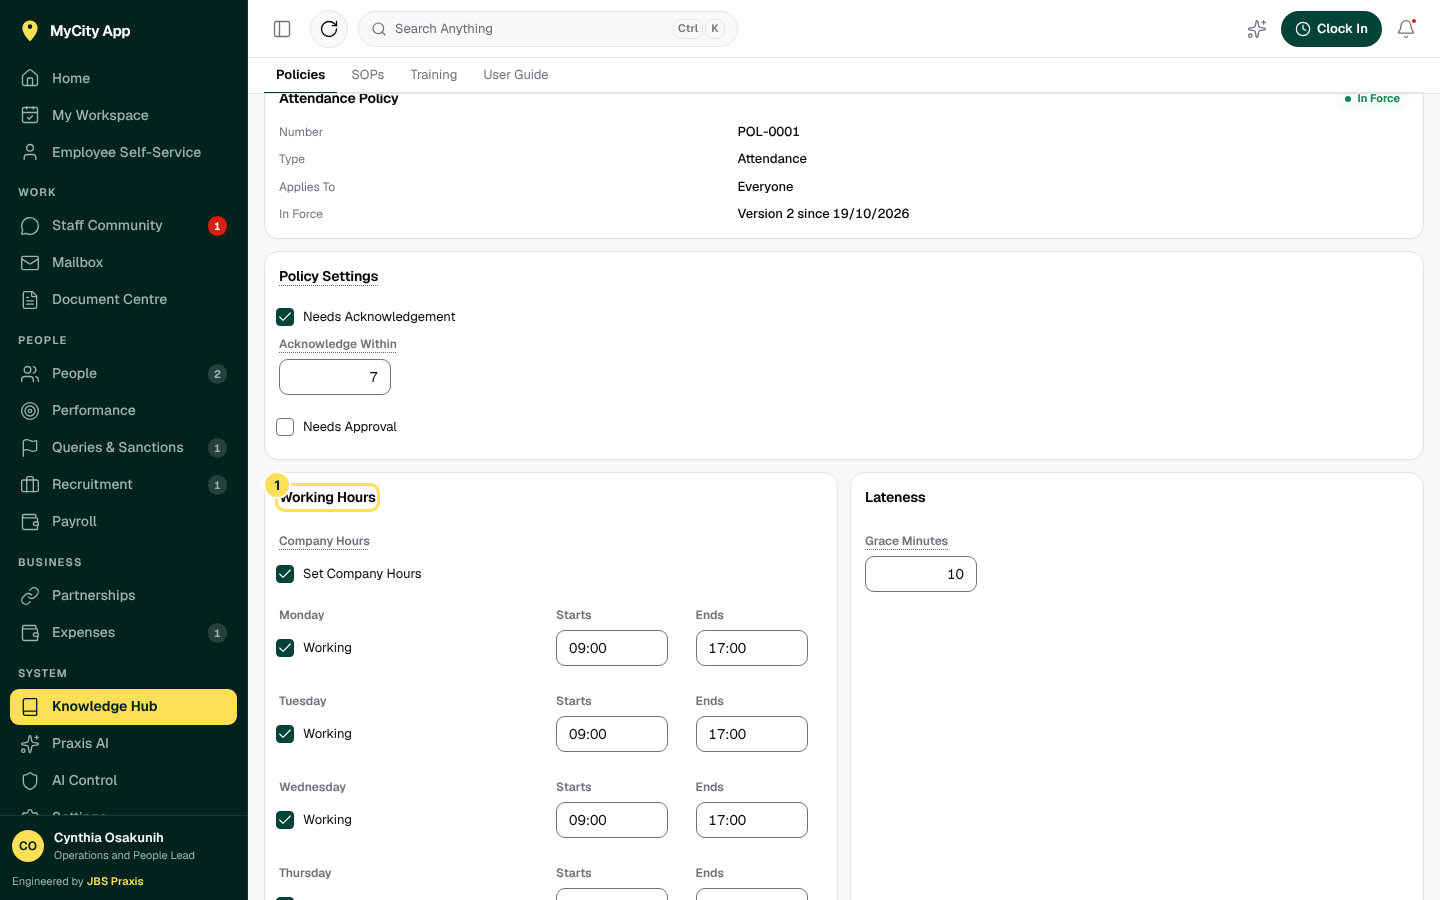 MyCity App
Home
My Workspace
Employee Self-Service
WORK
Staff Community 1
Mailbox
Document Centre
PEOPLE
People 2
Performance
Queries & Sanctions 1
Recruitment 1
Payroll
BUSINESS
Partnerships
Expenses 1
SYSTEM
Knowledge Hub
Praxis AI
AI Control
CO
Cynthia Osakunih
Operations and People Lead
Engineered by JBS Praxis
Search Anything Ctrl K
Clock In
Policies SOPs Training User Guide
Attendance Policy In Force
Number POL-0001
Type Attendance
Applies To Everyone
In Force Version 2 since 19/10/2026
Policy Settings
Needs Acknowledgement
Acknowledge Within
7
Needs Approval
1
Working Hours
Company Hours
Set Company Hours
Monday Starts Ends
Working 09:00 17:00
Tuesday Starts Ends
Working 09:00 17:00
Wednesday Starts Ends
Working 09:00 17:00
Thursday Starts Ends
Lateness
Grace Minutes
10